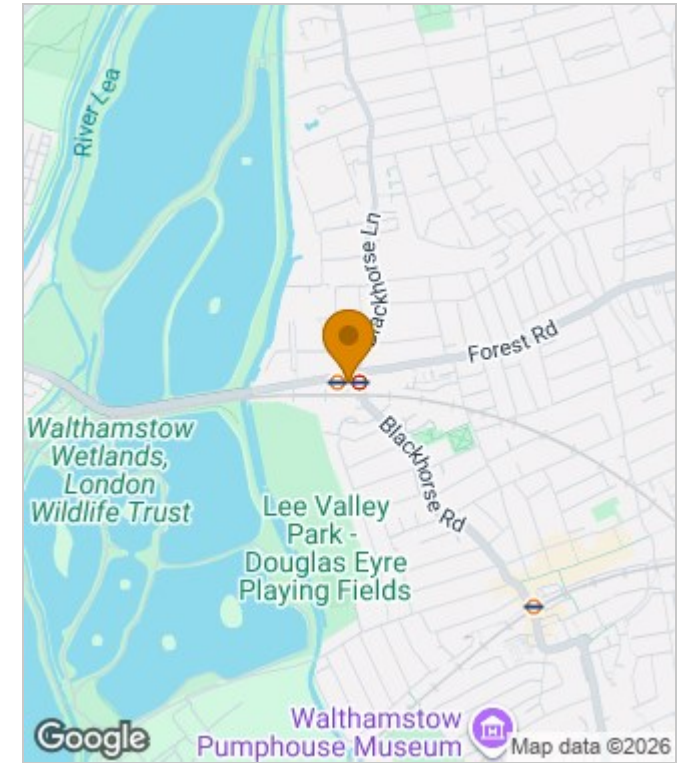 River Lea
Blackhorse Ln
Forest Rd
Walthamstow
Wetlands,
London
Wildlife Trust
Blackhorse Rd
Lee Valley
Park -
Douglas Eyre
Playing Fields
Walthamstow
Pumphouse Museum
Google
Map data ©2026